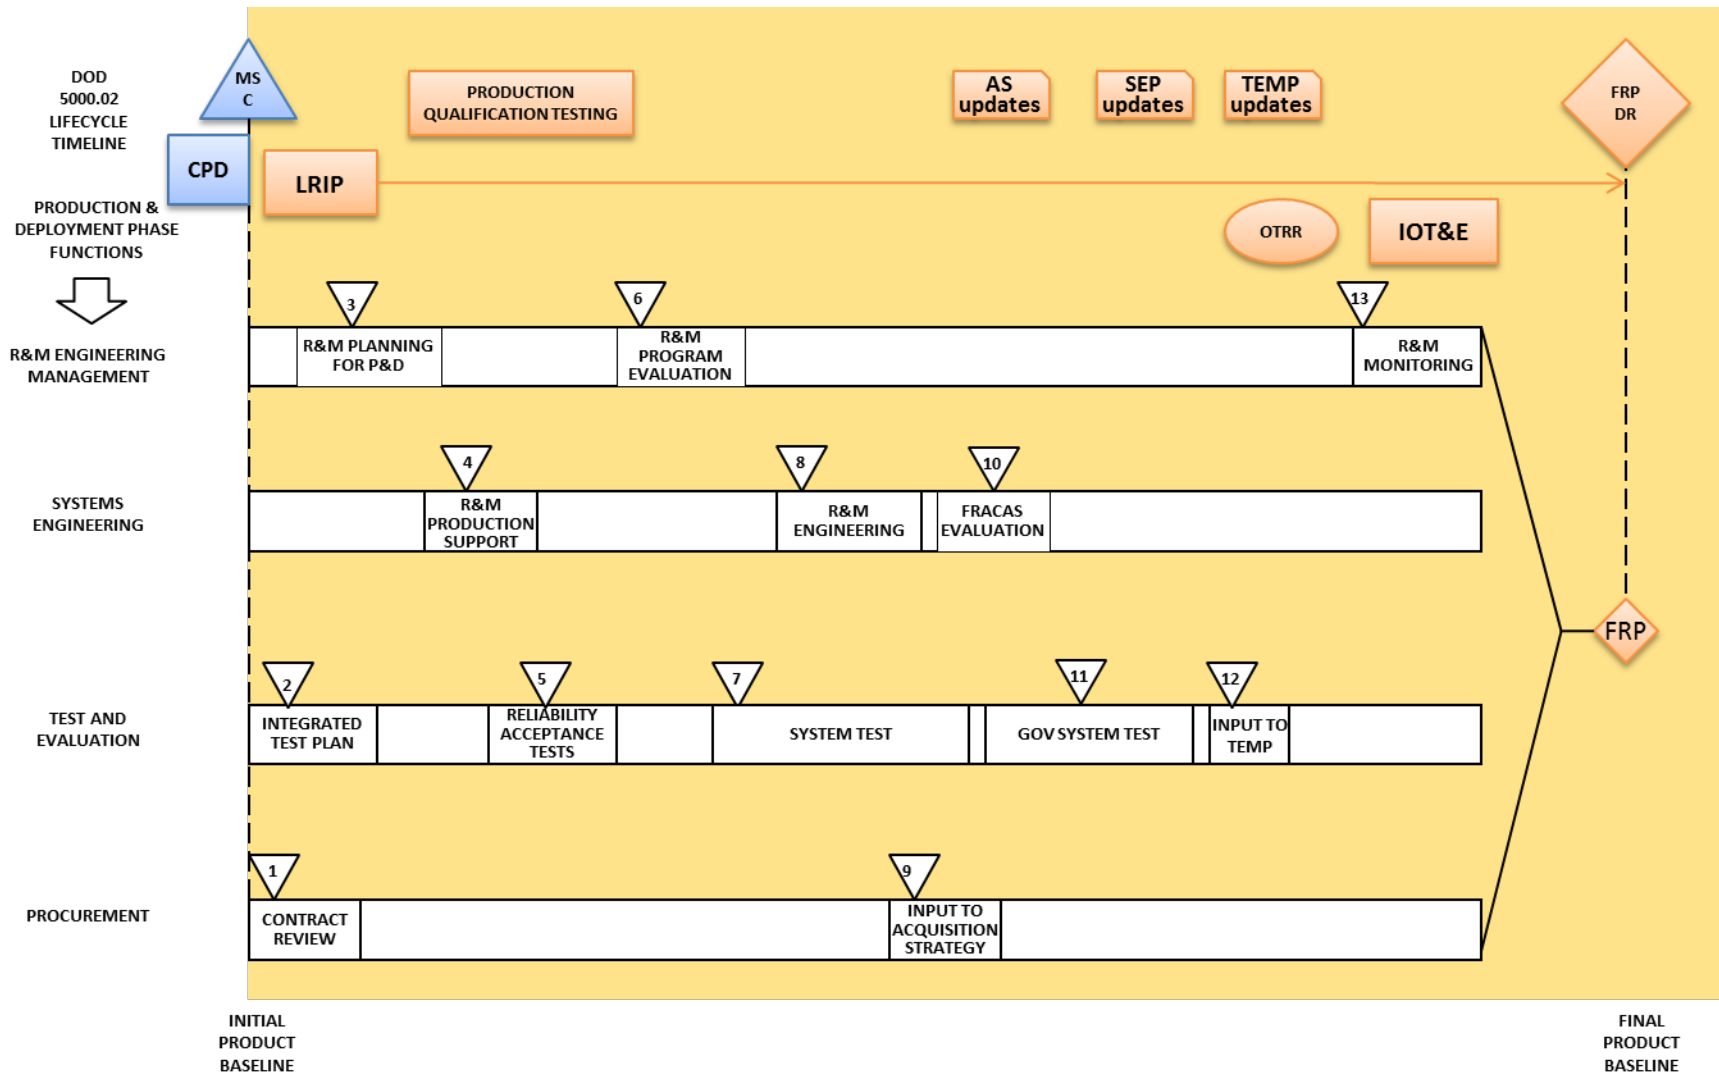 DOD
5000.02
LIFECYCLE
TIMELINE
MS
C
CPD
LRIP
PRODUCTION
QUALIFICATION TESTING
AS
updates
SEP
updates
TEMP
updates
FRP
DR
OTRR
IOT&E
PRODUCTION &
DEPLOYMENT PHASE
FUNCTIONS
R&M ENGINEERING
MANAGEMENT
3
R&M PLANNING
FOR P&D
6
R&M
PROGRAM
EVALUATION
13
R&M
MONITORING
SYSTEMS
ENGINEERING
4
R&M
PRODUCTION
SUPPORT
8
R&M
ENGINEERING
10
FRACAS
EVALUATION
FRP
TEST AND
EVALUATION
2
INTEGRATED
TEST PLAN
5
RELIABILITY
ACCEPTANCE
TESTS
7
SYSTEM TEST
11
GOV SYSTEM TEST
12
INPUT TO
TEMP
PROCUREMENT
1
CONTRACT
REVIEW
9
INPUT TO
ACQUISITION
STRATEGY
INITIAL
PRODUCT
BASELINE
FINAL
PRODUCT
BASELINE